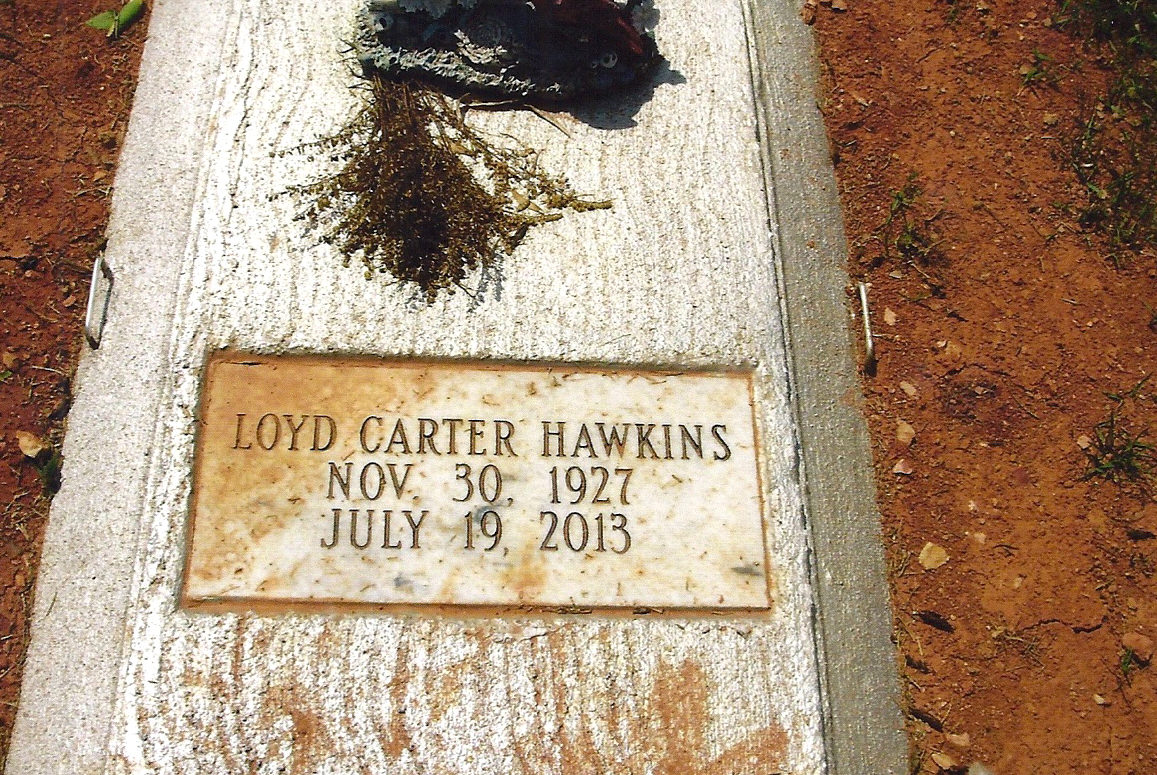 LOYD CARTER HAWKINS
NOV. 30, 1927
JULY 19, 2013